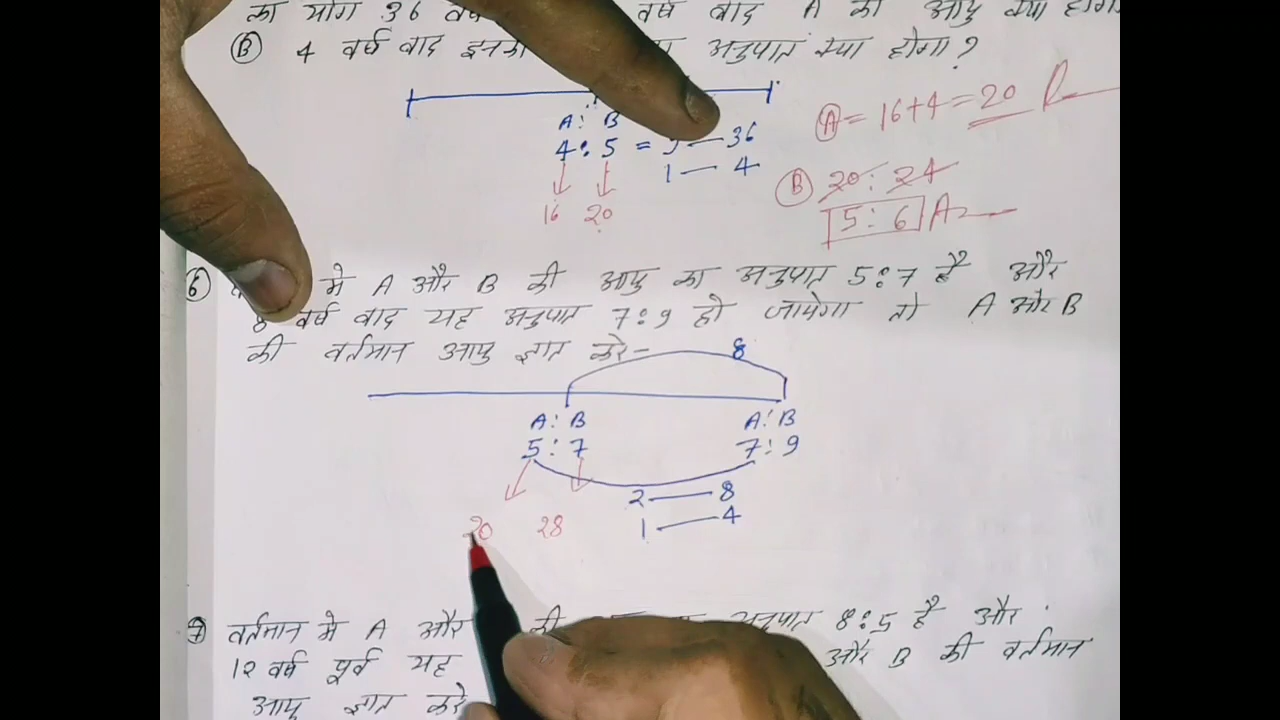 का योग 36 वर्ष बाद A की आयु क्या होगी
Ⓑ 4 वर्ष बाद अनुपात क्या होगा?
A : B
4 : 5 = — 36
1 — 4
16 20
Ⓐ = 16+4 = 20
Ⓑ 20 : 24
5 : 6
⑥ मे A और B की आयु का अनुपात 5:7 है और
8 वर्ष बाद यह अनुपात 7:9 हो जायेगा तो A और B
की वर्तमान आयु ज्ञात करे-
8
A : B A : B
5 : 7 7 : 9
2 — 8
1 — 4
20 28
⑦ वर्तमान मे A और की अनुपात 8:5 है और
12 वर्ष पूर्व यह और B की वर्तमान
आयु ज्ञात करे